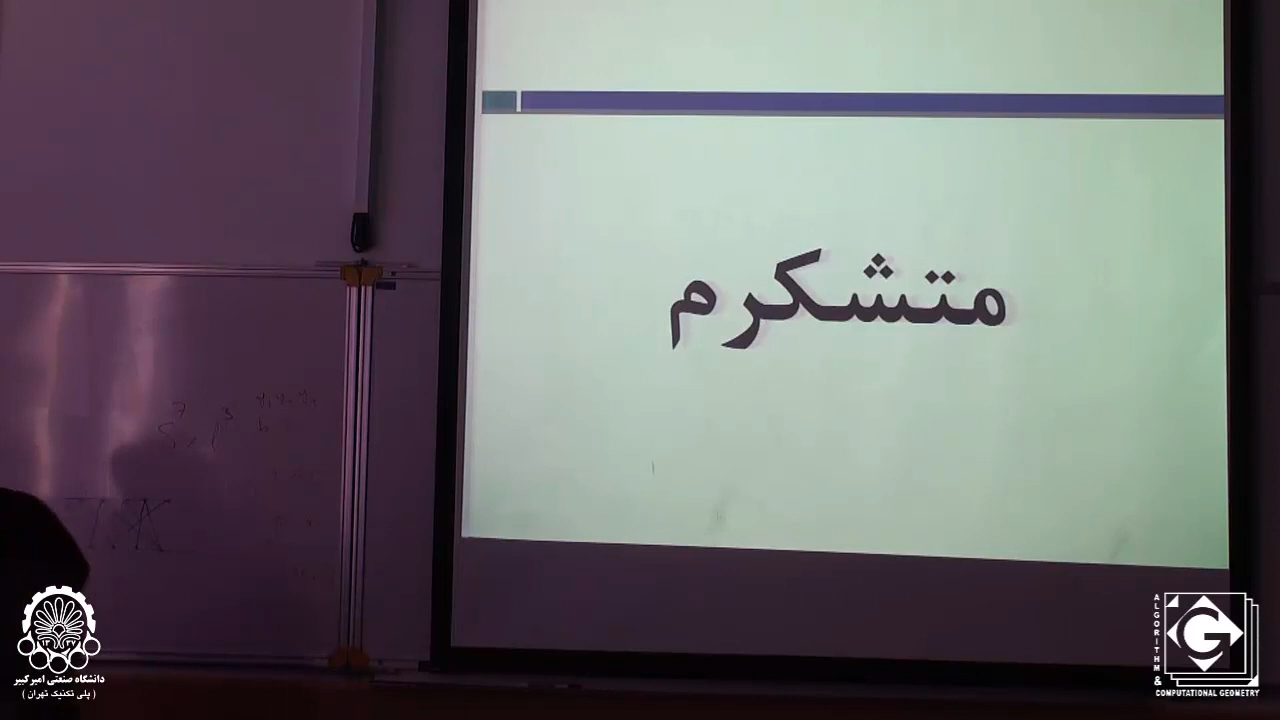 متشکرم
دانشگاه صنعتی امیرکبیر
( پلی تکنیک تهران )
ALGORITHM &
COMPUTATIONAL GEOMETRY
G